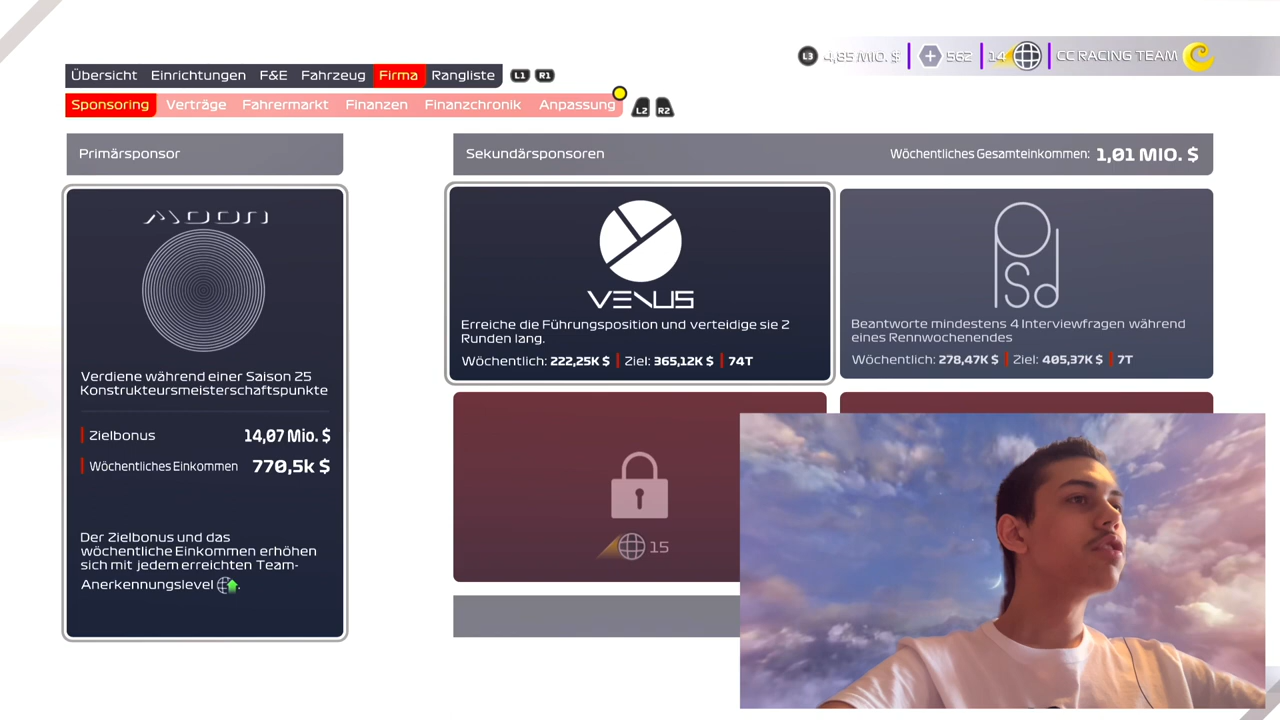 L3 4,85 MIO. $ 562 14 CC RACING TEAM
Übersicht Einrichtungen F&E Fahrzeug Firma Rangliste L1 R1
Sponsoring Verträge Fahrermarkt Finanzen Finanzchronik Anpassung L2 R2
Primärsponsor
MOON
Verdiene während einer Saison 25
Konstrukteursmeisterschaftspunkte
Zielbonus 14,07 Mio. $
Wöchentliches Einkommen 770,5k $
Der Zielbonus und das
wöchentliche Einkommen erhöhen
sich mit jedem erreichten Team-
Anerkennungslevel .
Sekundärsponsoren Wöchentliches Gesamteinkommen: 1,01 MIO. $
VENUS
Erreiche die Führungsposition und verteidige sie 2
Runden lang.
Wöchentlich: 222,25K $ Ziel: 365,12K $ 74T
PSd
Beantworte mindestens 4 Interviewfragen während
eines Rennwochenendes
Wöchentlich: 278,47K $ Ziel: 405,37K $ 7T
15